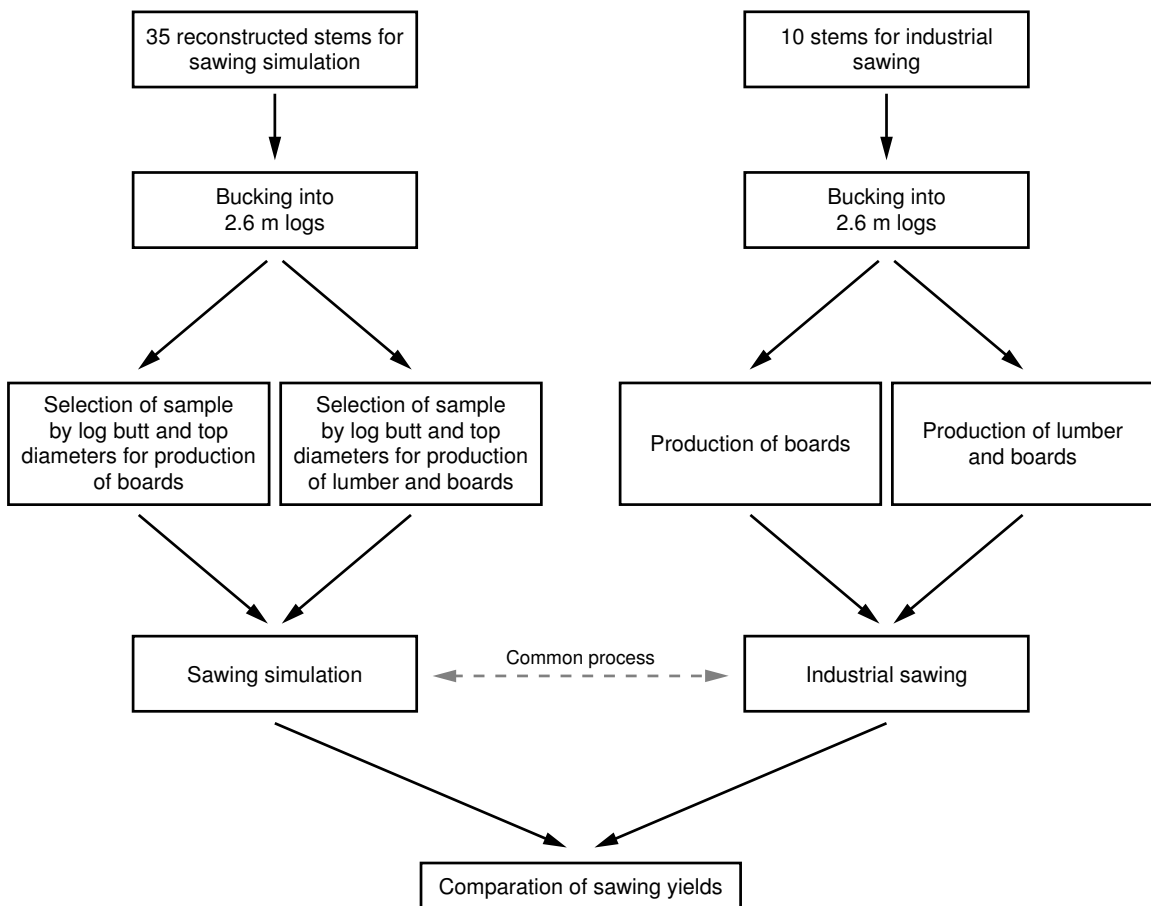 35 reconstructed stems for
sawing simulation
10 stems for industrial
sawing
Bucking into
2.6 m logs
Bucking into
2.6 m logs
Selection of sample
by log butt and top
diameters for production
of boards
Selection of sample
by log butt and top
diameters for production
of lumber and boards
Production of boards
Production of lumber
and boards
Sawing simulation
Common process
Industrial sawing
Comparation of sawing yields